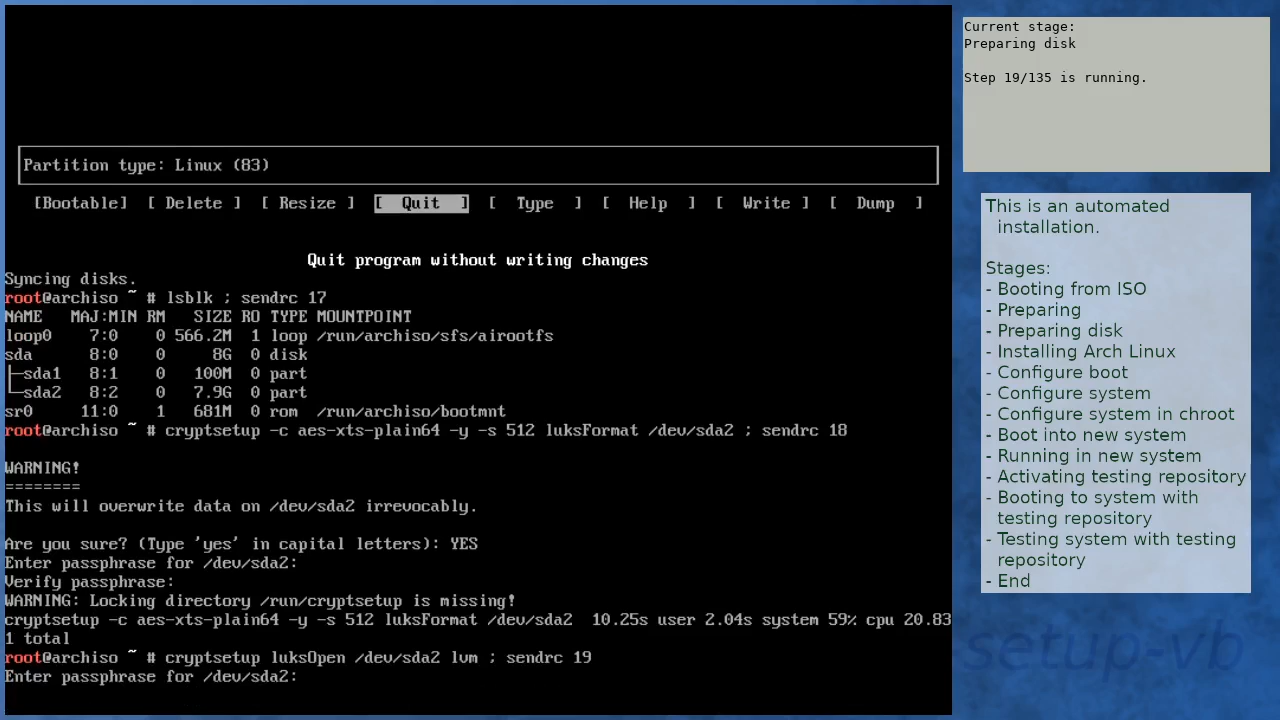 Partition type: Linux (83)
[Bootable] [ Delete ] [ Resize ] [ Quit ] [ Type ] [ Help ] [ Write ] [ Dump ]
Quit program without writing changes
Syncing disks.
root@archiso ~ # lsblk ; sendrc 17
NAME MAJ:MIN RM SIZE RO TYPE MOUNTPOINT
loop0 7:0 0 566.2M 1 loop /run/archiso/sfs/airootfs
sda 8:0 0 8G 0 disk
├─sda1 8:1 0 100M 0 part
└─sda2 8:2 0 7.9G 0 part
sr0 11:0 1 681M 0 rom /run/archiso/bootmnt
root@archiso ~ # cryptsetup -c aes-xts-plain64 -y -s 512 luksFormat /dev/sda2 ; sendrc 18
WARNING!
========
This will overwrite data on /dev/sda2 irrevocably.
Are you sure? (Type 'yes' in capital letters): YES
Enter passphrase for /dev/sda2:
Verify passphrase:
WARNING: Locking directory /run/cryptsetup is missing!
cryptsetup -c aes-xts-plain64 -y -s 512 luksFormat /dev/sda2 10.25s user 2.04s system 59% cpu 20.83
1 total
root@archiso ~ # cryptsetup luksOpen /dev/sda2 lvm ; sendrc 19
Enter passphrase for /dev/sda2:
Current stage:
Preparing disk
Step 19/135 is running.
This is an automated
installation.
Stages:
- Booting from ISO
- Preparing
- Preparing disk
- Installing Arch Linux
- Configure boot
- Configure system
- Configure system in chroot
- Boot into new system
- Running in new system
- Activating testing repository
- Booting to system with
testing repository
- Testing system with testing
repository
- End
setup-vb